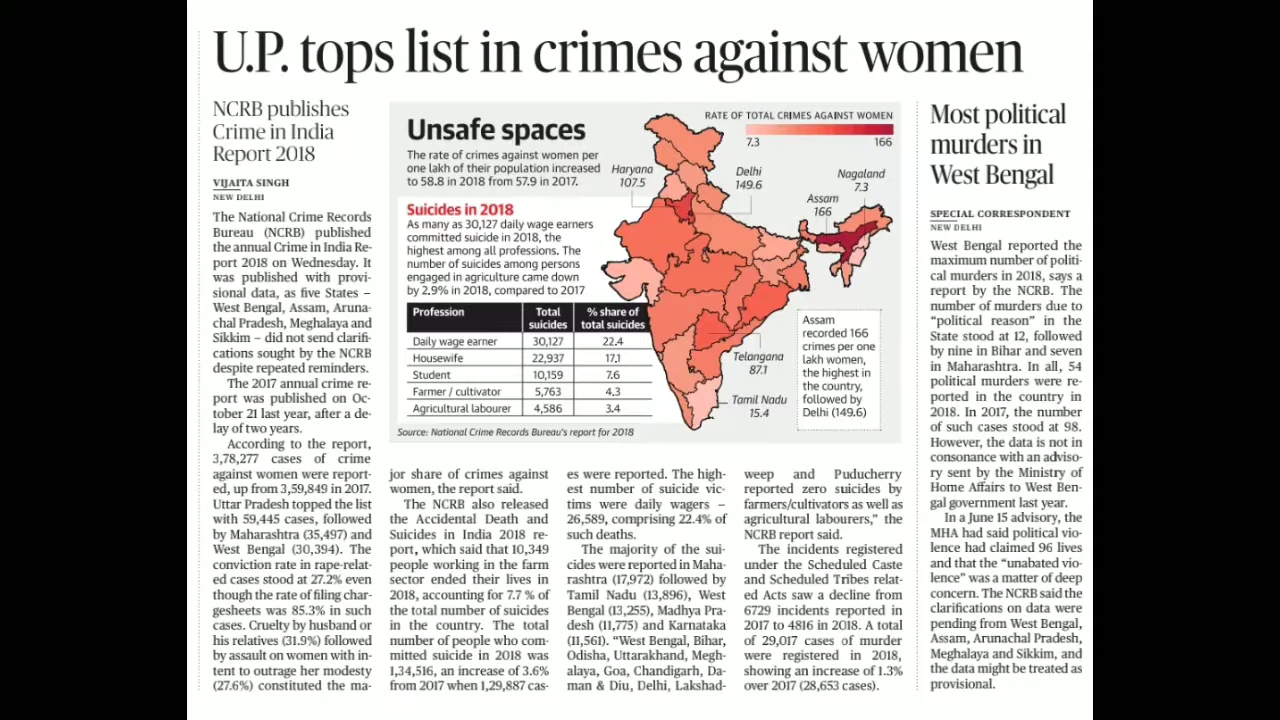 U.P. tops list in crimes against women
NCRB publishes
Crime in India
Report 2018
VIJAITA SINGH
NEW DELHI
The National Crime Records
Bureau (NCRB) published
the annual Crime in India Re-
port 2018 on Wednesday. It
was published with provi-
sional data, as five States –
West Bengal, Assam, Aruna-
chal Pradesh, Meghalaya and
Sikkim – did not send clarifi-
cations sought by the NCRB
despite repeated reminders.
The 2017 annual crime re-
port was published on Oc-
tober 21 last year, after a de-
lay of two years.
According to the report,
3,78,277 cases of crime
against women were report-
ed, up from 3,59,849 in 2017.
Uttar Pradesh topped the list
with 59,445 cases, followed
by Maharashtra (35,497) and
West Bengal (30,394). The
conviction rate in rape-relat-
ed cases stood at 27.2% even
though the rate of filing char-
gesheets was 85.3% in such
cases. Cruelty by husband or
his relatives (31.9%) followed
by assault on women with in-
tent to outrage her modesty
(27.6%) constituted the ma-
Unsafe spaces
The rate of crimes against women per
one lakh of their population increased
to 58.8 in 2018 from 57.9 in 2017.
Suicides in 2018
As many as 30,127 daily wage earners
committed suicide in 2018, the
highest among all professions. The
number of suicides among persons
engaged in agriculture came down
by 2.9% in 2018, compared to 2017
Profession Total suicides % share of total suicides
Daily wage earner 30,127 22.4
Housewife 22,937 17.1
Student 10,159 7.6
Farmer / cultivator 5,763 4.3
Agricultural labourer 4,586 3.4
Source: National Crime Records Bureau's report for 2018
RATE OF TOTAL CRIMES AGAINST WOMEN
7.3 166
Haryana
107.5
Delhi
149.6
Nagaland
7.3
Assam
166
Telangana
87.1
Tamil Nadu
15.4
Assam
recorded 166
crimes per one
lakh women,
the highest in
the country,
followed by
Delhi (149.6)
jor share of crimes against
women, the report said.
The NCRB also released
the Accidental Death and
Suicides in India 2018 re-
port, which said that 10,349
people working in the farm
sector ended their lives in
2018, accounting for 7.7 % of
the total number of suicides
in the country. The total
number of people who com-
mitted suicide in 2018 was
1,34,516, an increase of 3.6%
from 2017 when 1,29,887 cas-
es were reported. The high-
est number of suicide vic-
tims were daily wagers –
26,589, comprising 22.4% of
such deaths.
The majority of the sui-
cides were reported in Maha-
rashtra (17,972) followed by
Tamil Nadu (13,896), West
Bengal (13,255), Madhya Pra-
desh (11,775) and Karnataka
(11,561). “West Bengal, Bihar,
Odisha, Uttarakhand, Megh-
alaya, Goa, Chandigarh, Da-
man & Diu, Delhi, Lakshad-
weep and Puducherry
reported zero suicides by
farmers/cultivators as well as
agricultural labourers,” the
NCRB report said.
The incidents registered
under the Scheduled Caste
and Scheduled Tribes relat-
ed Acts saw a decline from
6729 incidents reported in
2017 to 4816 in 2018. A total
of 29,017 cases of murder
were registered in 2018,
showing an increase of 1.3%
over 2017 (28,653 cases).
Most political
murders in
West Bengal
SPECIAL CORRESPONDENT
NEW DELHI
West Bengal reported the
maximum number of politi-
cal murders in 2018, says a
report by the NCRB. The
number of murders due to
“political reason” in the
State stood at 12, followed
by nine in Bihar and seven
in Maharashtra. In all, 54
political murders were re-
ported in the country in
2018. In 2017, the number
of such cases stood at 98.
However, the data is not in
consonance with an adviso-
ry sent by the Ministry of
Home Affairs to West Ben-
gal government last year.
In a June 15 advisory, the
MHA had said political vio-
lence had claimed 96 lives
and that the “unabated vio-
lence” was a matter of deep
concern. The NCRB said the
clarifications on data were
pending from West Bengal,
Assam, Arunachal Pradesh,
Meghalaya and Sikkim, and
the data might be treated as
provisional.